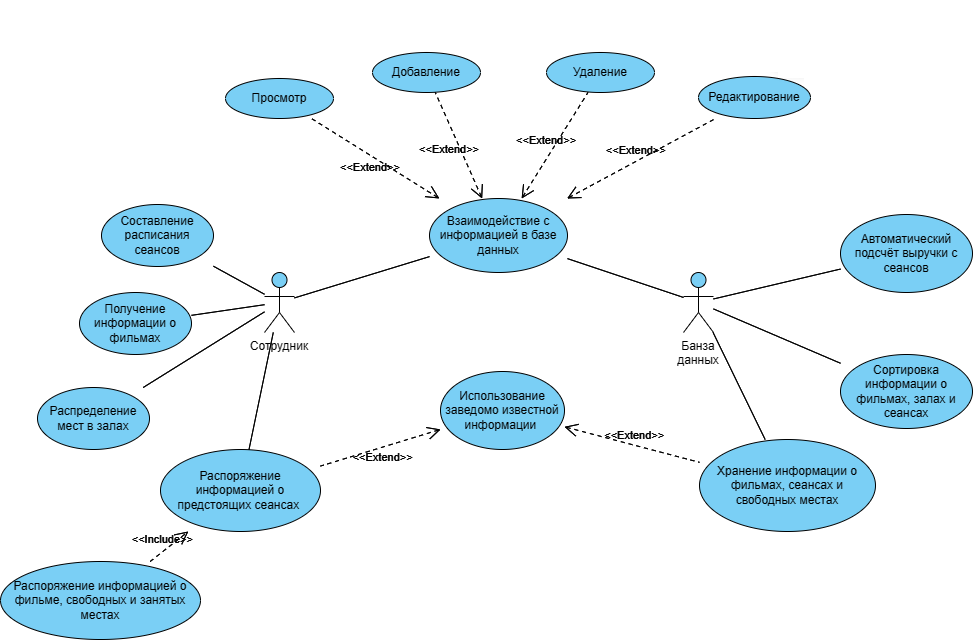 Просмотр
Добавление
Удаление
Редактирование
<<Extend>>
<<Extend>>
<<Extend>>
<<Extend>>
Взаимодействие с
информацией в базе
данных
Составление
расписания
сеансов
Автоматический
подсчёт выручки с
сеансов
Получение
информации о
фильмах
Сотрудник
Банза
данных
Распределение
мест в залах
Использование
заведомо известной
информации
Сортировка
информации о
фильмах, залах и
сеансах
<<Extend>>
<<Extend>>
Распоряжение
информацией о
предстоящих сеансах
Хранение информации о
фильмах, сеансах и
свободных местах
<<Include>>
Распоряжение информацией о
фильме, свободных и занятых
местах